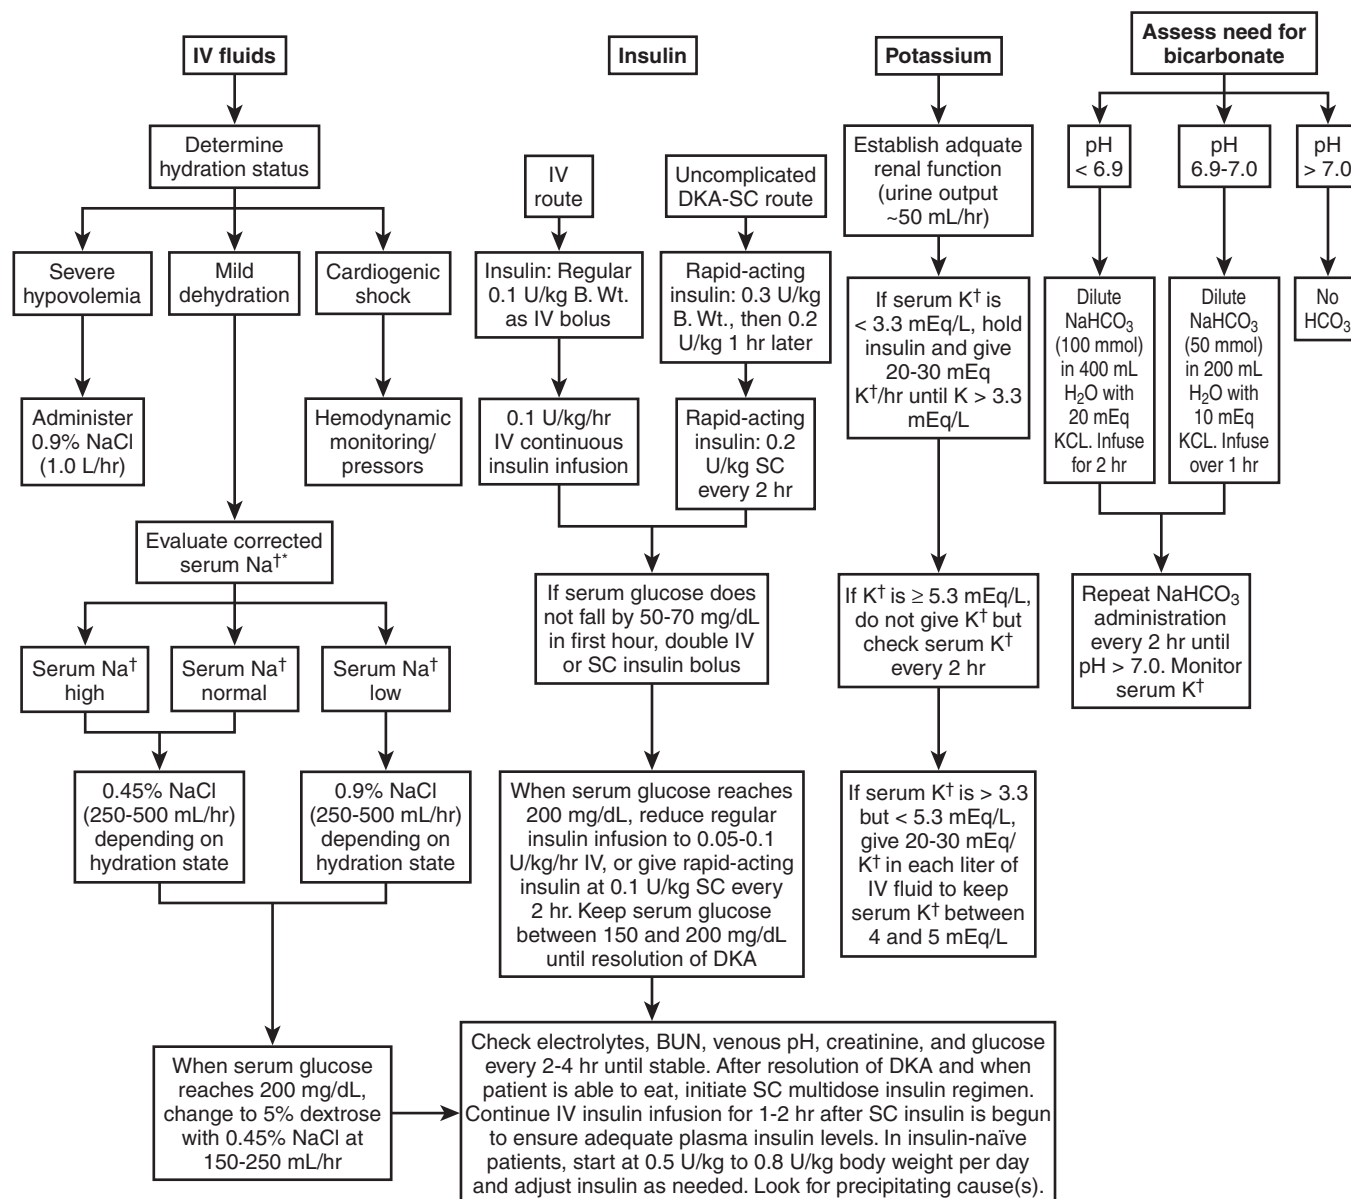 IV fluids
Determine
hydration status
Severe
hypovolemia
Mild
dehydration
Cardiogenic
shock
Administer
0.9% NaCl
(1.0 L/hr)
Hemodynamic
monitoring/
pressors
Evaluate corrected
serum Na†*
Serum Na†
high
Serum Na†
normal
Serum Na†
low
0.45% NaCl
(250-500 mL/hr)
depending on
hydration state
0.9% NaCl
(250-500 mL/hr)
depending on
hydration state
When serum glucose
reaches 200 mg/dL,
change to 5% dextrose
with 0.45% NaCl at
150-250 mL/hr
Insulin
IV
route
Uncomplicated
DKA-SC route
Insulin: Regular
0.1 U/kg B. Wt.
as IV bolus
Rapid-acting
insulin: 0.3 U/kg
B. Wt., then 0.2
U/kg 1 hr later
0.1 U/kg/hr
IV continuous
insulin infusion
Rapid-acting
insulin: 0.2
U/kg SC
every 2 hr
If serum glucose does
not fall by 50-70 mg/dL
in first hour, double IV
or SC insulin bolus
When serum glucose reaches
200 mg/dL, reduce regular
insulin infusion to 0.05-0.1
U/kg/hr IV, or give rapid-acting
insulin at 0.1 U/kg SC every
2 hr. Keep serum glucose
between 150 and 200 mg/dL
until resolution of DKA
Check electrolytes, BUN, venous pH, creatinine, and glucose
every 2-4 hr until stable. After resolution of DKA and when
patient is able to eat, initiate SC multidose insulin regimen.
Continue IV insulin infusion for 1-2 hr after SC insulin is begun
to ensure adequate plasma insulin levels. In insulin-naïve
patients, start at 0.5 U/kg to 0.8 U/kg body weight per day
and adjust insulin as needed. Look for precipitating cause(s).
Potassium
Establish adquate
renal function
(urine output
~50 mL/hr)
If serum K† is
< 3.3 mEq/L, hold
insulin and give
20-30 mEq
K†/hr until K > 3.3
mEq/L
If K† is ≥ 5.3 mEq/L,
do not give K† but
check serum K†
every 2 hr
If serum K† is > 3.3
but < 5.3 mEq/L,
give 20-30 mEq/
K† in each liter of
IV fluid to keep
serum K† between
4 and 5 mEq/L
Assess need for
bicarbonate
pH
< 6.9
pH
6.9-7.0
pH
> 7.0
Dilute
NaHCO₃
(100 mmol)
in 400 mL
H₂O with
20 mEq
KCL. Infuse
for 2 hr
Dilute
NaHCO₃
(50 mmol)
in 200 mL
H₂O with
10 mEq
KCL. Infuse
over 1 hr
No
HCO₃
Repeat NaHCO₃
administration
every 2 hr until
pH > 7.0. Monitor
serum K†